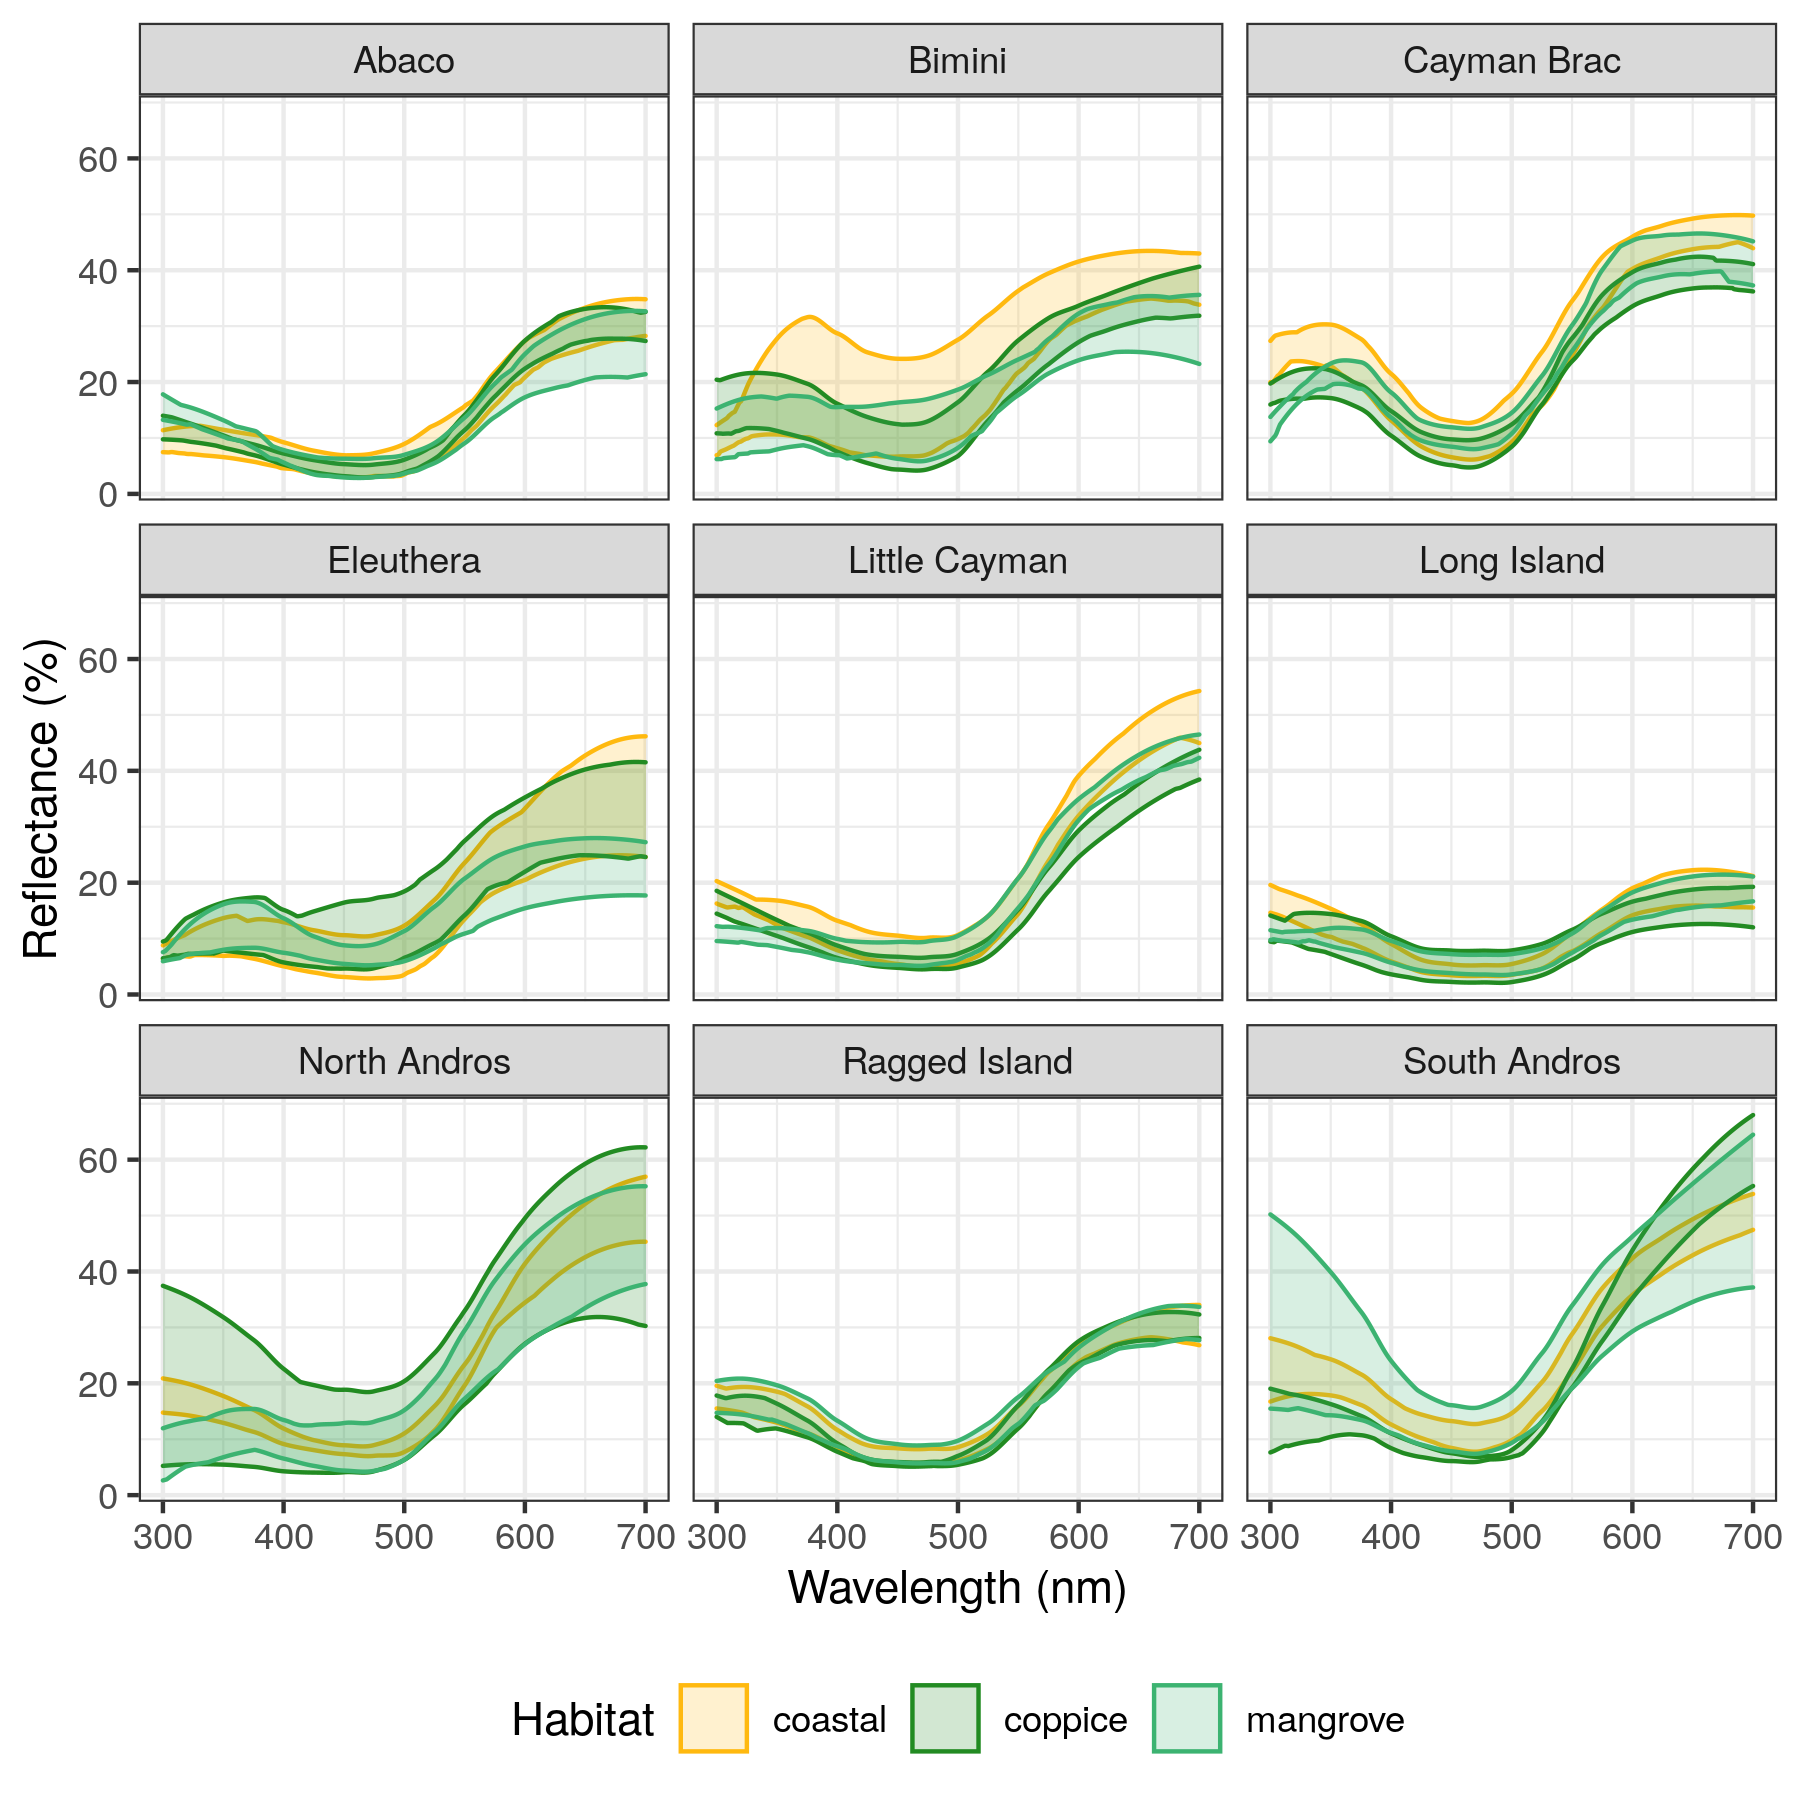 Abaco Bimini Cayman Brac
60
40
20
0
Eleuthera Little Cayman Long Island
60
40
20
0
North Andros Ragged Island South Andros
60
40
20
0
300 400 500 600 700 300 400 500 600 700 300 400 500 600 700
Reflectance (%)
Wavelength (nm)
Habitat coastal coppice mangrove